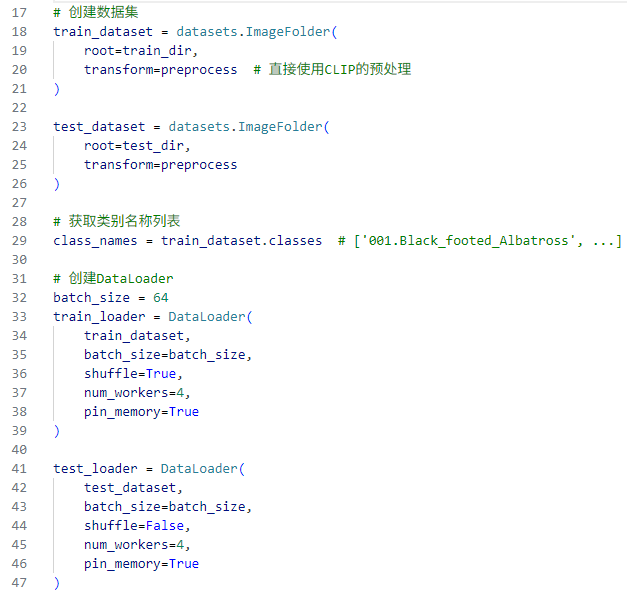 17 # 创建数据集
18 train_dataset = datasets.ImageFolder(
19     root=train_dir,
20     transform=preprocess  # 直接使用CLIP的预处理
21 )
22
23 test_dataset = datasets.ImageFolder(
24     root=test_dir,
25     transform=preprocess
26 )
27
28 # 获取类别名称列表
29 class_names = train_dataset.classes  # ['001.Black_footed_Albatross', ...]
30
31 # 创建DataLoader
32 batch_size = 64
33 train_loader = DataLoader(
34     train_dataset,
35     batch_size=batch_size,
36     shuffle=True,
37     num_workers=4,
38     pin_memory=True
39 )
40
41 test_loader = DataLoader(
42     test_dataset,
43     batch_size=batch_size,
44     shuffle=False,
45     num_workers=4,
46     pin_memory=True
47 )